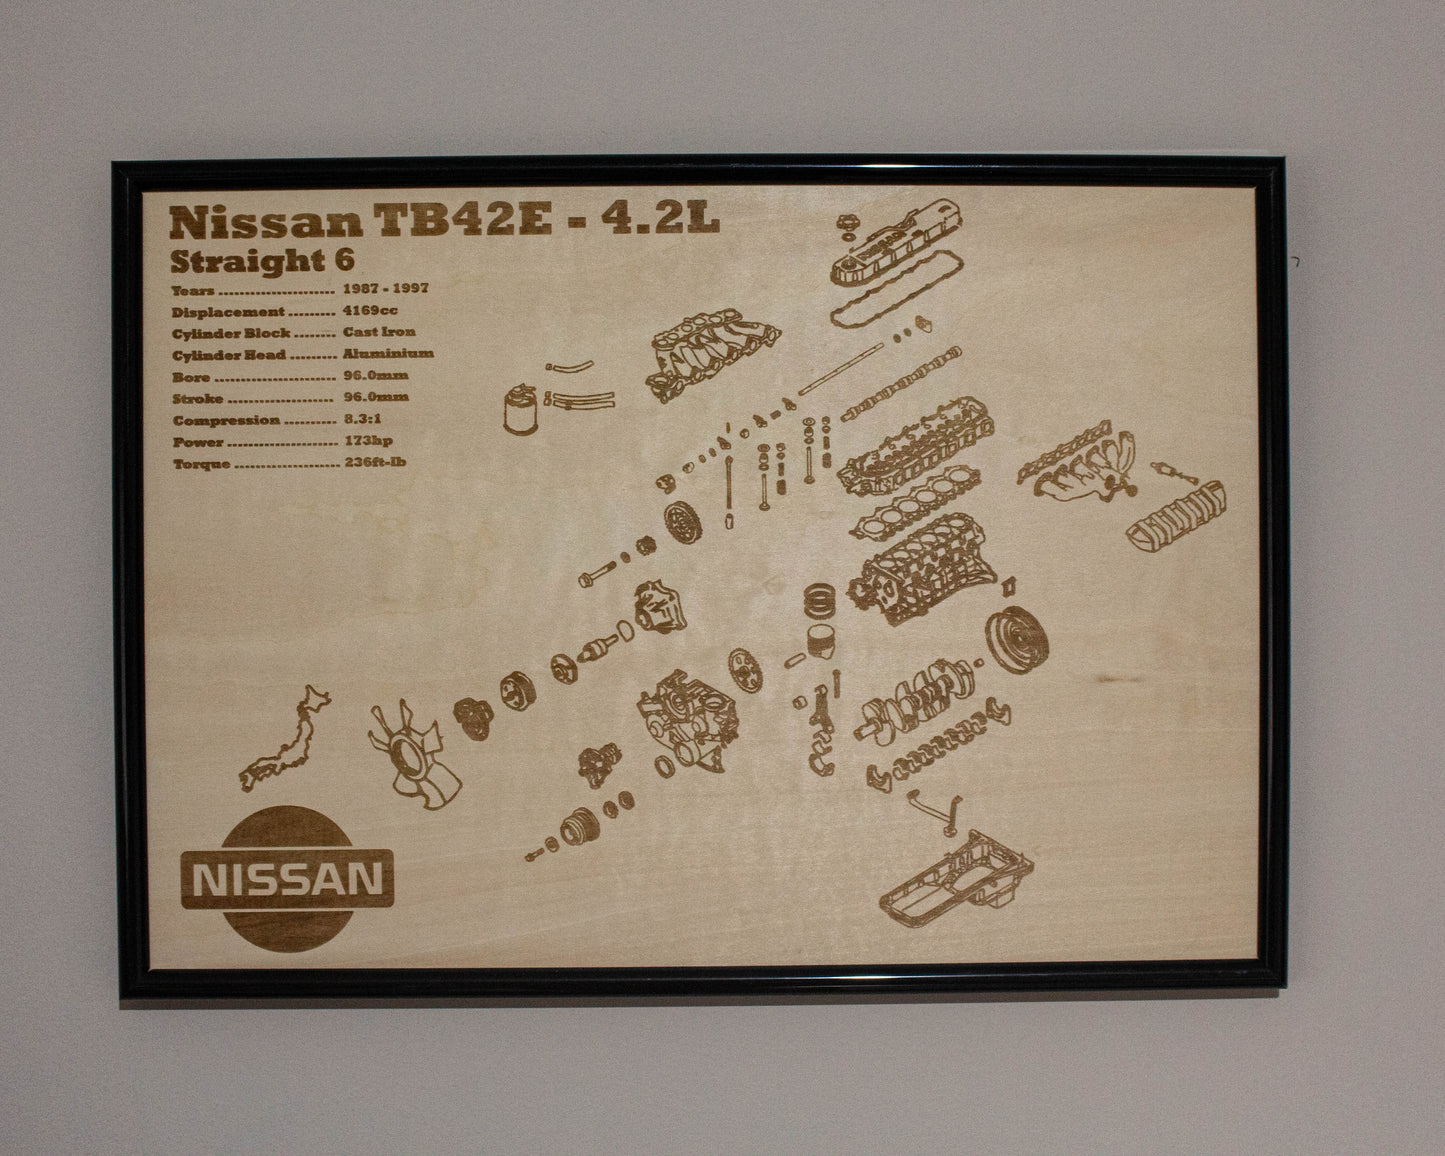 Nissan TB42E - 4.2L
Straight 6
Years ........................ 1987 - 1997
Displacement .......... 4169cc
Cylinder Block ........ Cast Iron
Cylinder Head ......... Aluminium
Bore .......................... 96.0mm
Stroke ....................... 96.0mm
Compression ........... 8.3:1
Power ....................... 173hp
Torque ...................... 236ft-lb
NISSAN